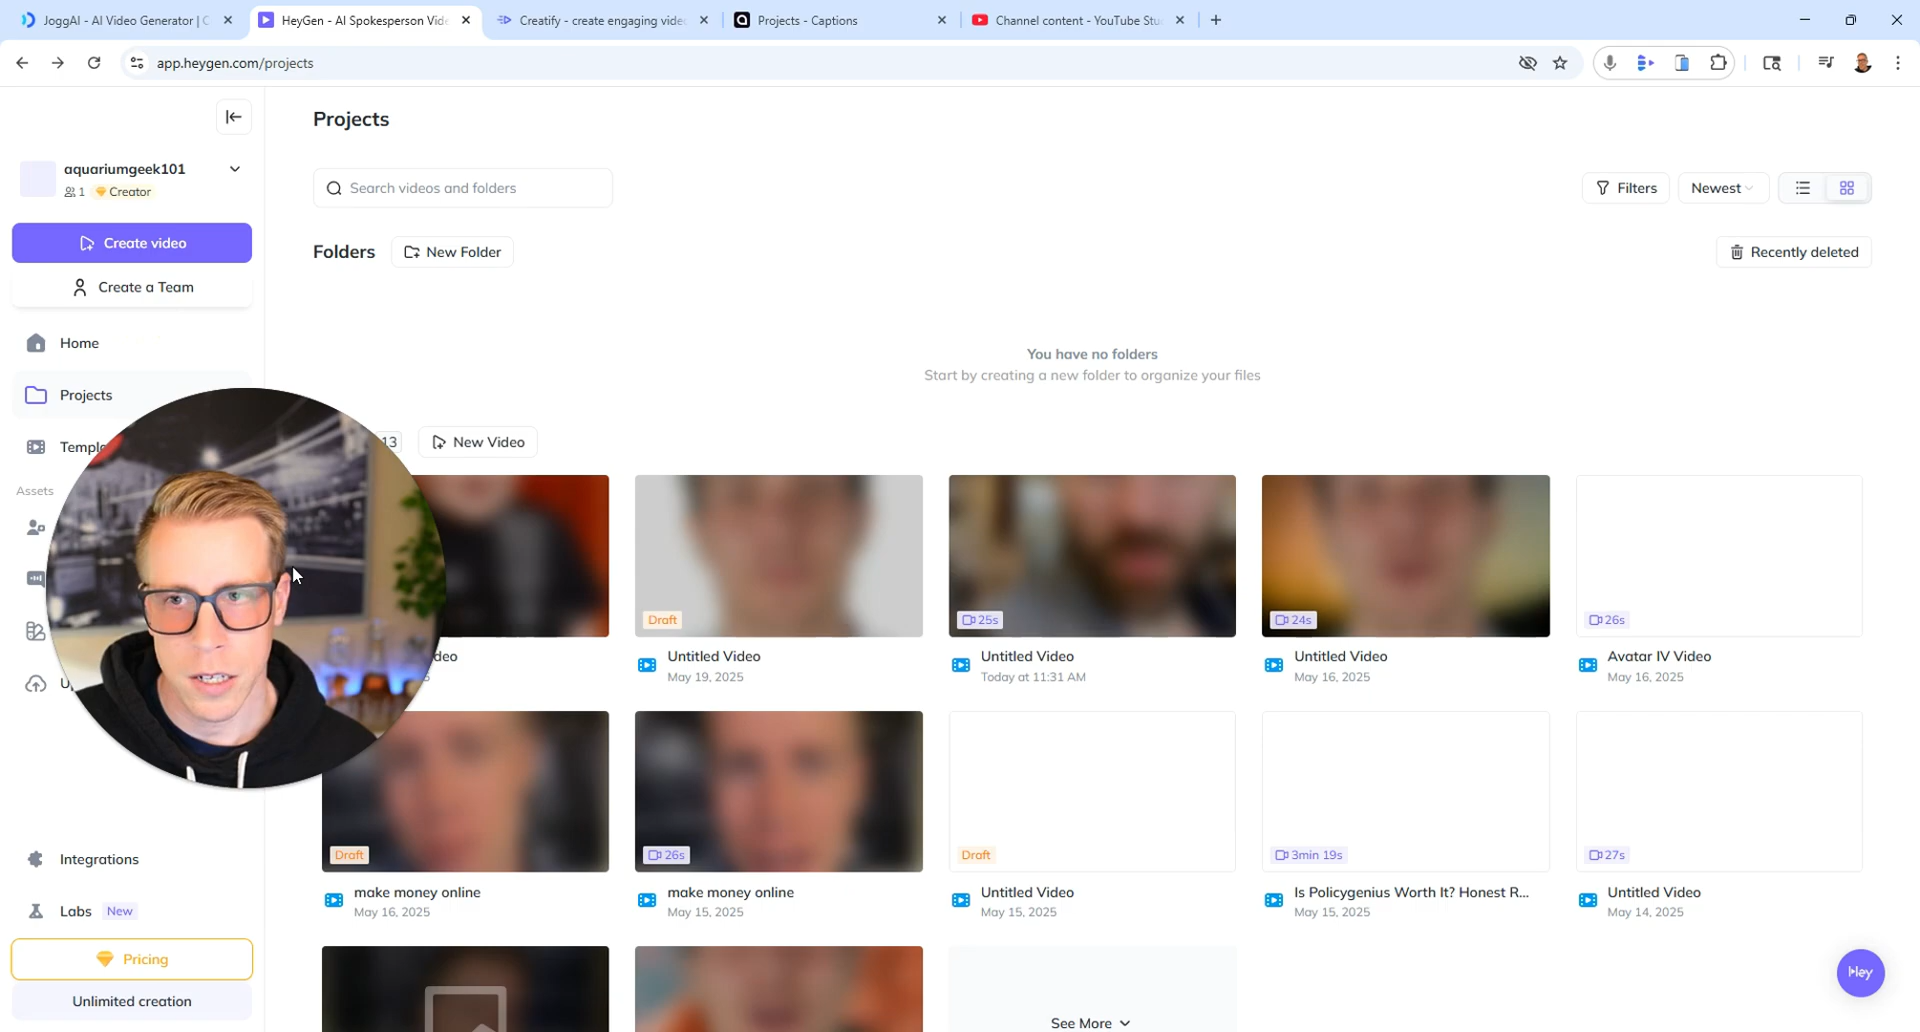 JoggAI - AI Video Generator | C
HeyGen - AI Spokesperson Vide
Creatify - create engaging vide
Projects - Captions
Channel content - YouTube Stu
app.heygen.com/projects
aquariumgeek101
1 Creator
Create video
Create a Team
Home
Projects
Templ
Assets
Integrations
Labs New
Pricing
Unlimited creation
Projects
Search videos and folders
Filters
Newest
Folders
New Folder
Recently deleted
You have no folders
Start by creating a new folder to organize your files
13
New Video
Draft
25s
24s
26s
deo
Untitled Video
May 19, 2025
Untitled Video
Today at 11:31 AM
Untitled Video
May 16, 2025
Avatar IV Video
May 16, 2025
Draft
26s
Draft
3min 19s
27s
make money online
May 16, 2025
make money online
May 15, 2025
Untitled Video
May 15, 2025
Is Policygenius Worth It? Honest R...
May 15, 2025
Untitled Video
May 14, 2025
See More
Hey